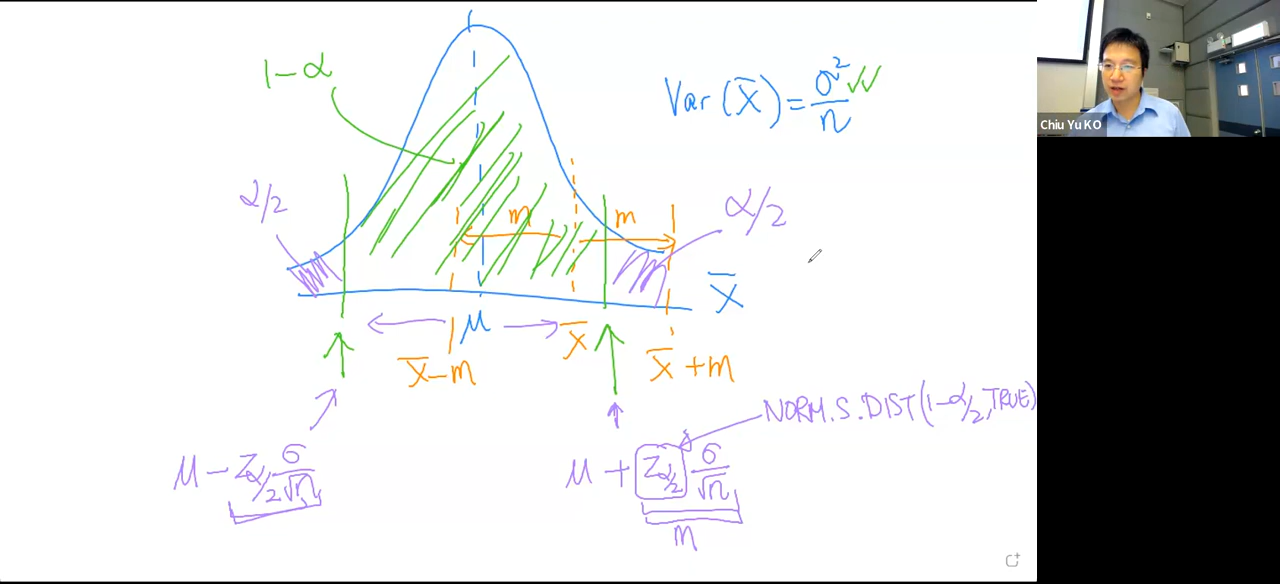 1-α
Var(X̄) = σ²/n ✓✓
Chiu Yu KO
α/2
m
m
α/2
X̄
μ
X̄
X̄-m
X̄+m
NORM.S.DIST(1-α/2, TRUE)
μ - Zα/2 σ/√n
μ + Zα/2 σ/√n
m